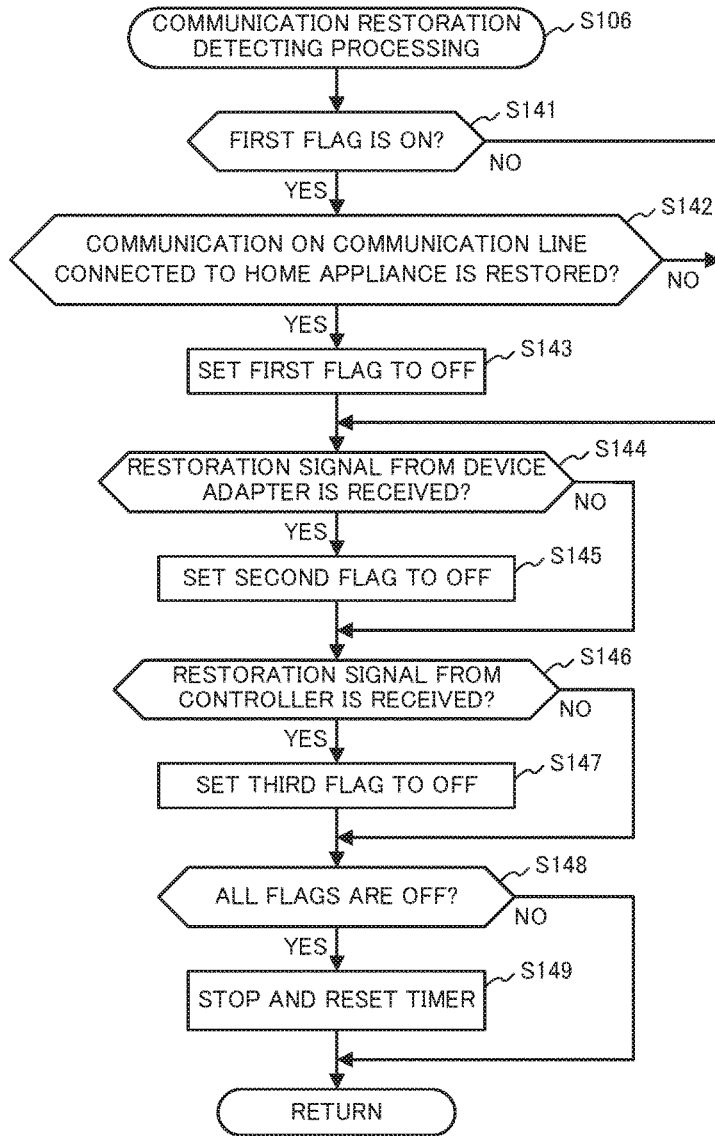 COMMUNICATION RESTORATION
DETECTING PROCESSING
S106
FIRST FLAG IS ON?
S141
NO
YES
COMMUNICATION ON COMMUNICATION LINE
CONNECTED TO HOME APPLIANCE IS RESTORED?
S142
NO
YES
SET FIRST FLAG TO OFF
S143
RESTORATION SIGNAL FROM DEVICE
ADAPTER IS RECEIVED?
S144
NO
YES
SET SECOND FLAG TO OFF
S145
RESTORATION SIGNAL FROM
CONTROLLER IS RECEIVED?
S146
NO
YES
SET THIRD FLAG TO OFF
S147
ALL FLAGS ARE OFF?
S148
NO
YES
STOP AND RESET TIMER
S149
RETURN